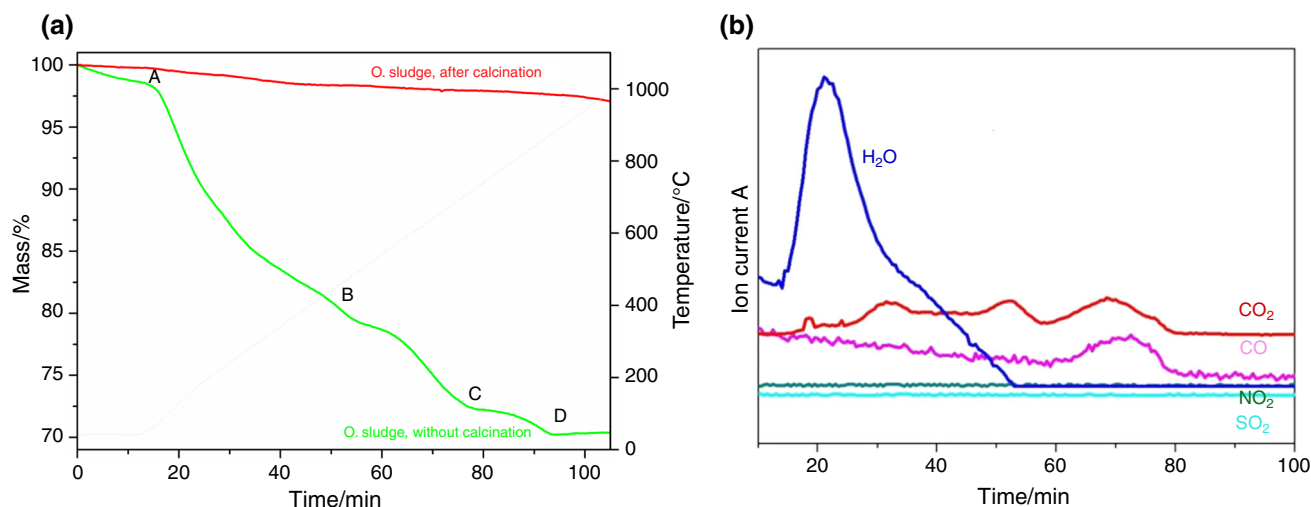 (a)
(b)
100
95
90
85
80
75
70
Mass/%
A
B
C
D
O. sludge, after calcination
O. sludge, without calcination
1000
800
600
400
200
0
Temperature/°C
0
20
40
60
80
100
Time/min
Ion current A
H₂O
CO₂
CO
NO₂
SO₂
20
40
60
80
100
Time/min